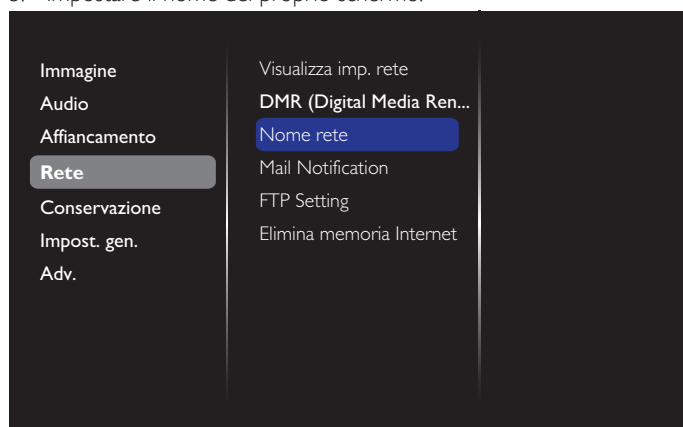 Immagine
Audio
Affiancamento
Rete
Conservazione
Impost. gen.
Adv.
Visualizza imp. rete
DMR (Digital Media Ren...
Nome rete
Mail Notification
FTP Setting
Elimina memoria Internet